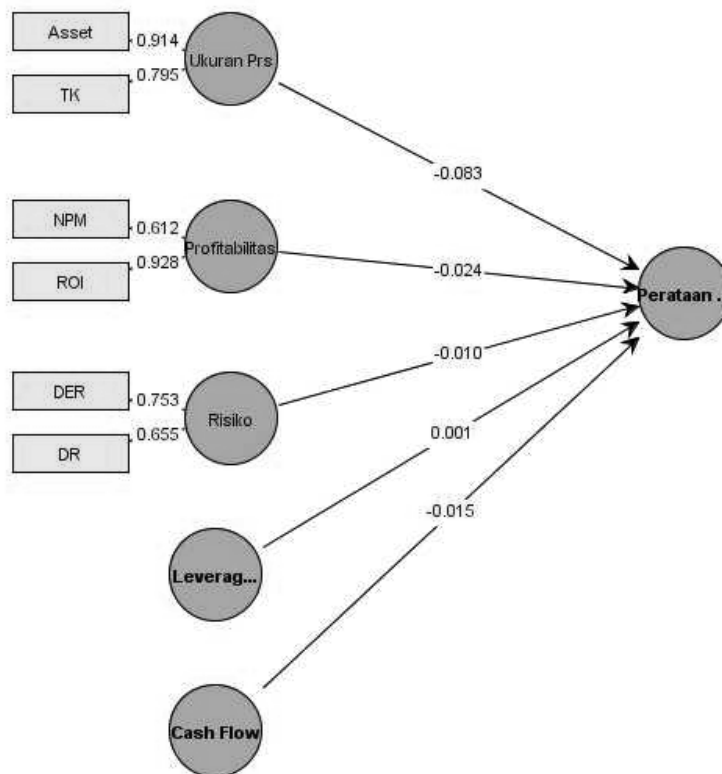 Asset
0.914
Ukuran Prs
TK
0.795
-0.083
NPM
0.612
Profitabilitas
ROI
0.928
-0.024
Perataan ..
DER
0.753
Risiko
DR
0.655
-0.010
0.001
Leverag...
-0.015
Cash Flow